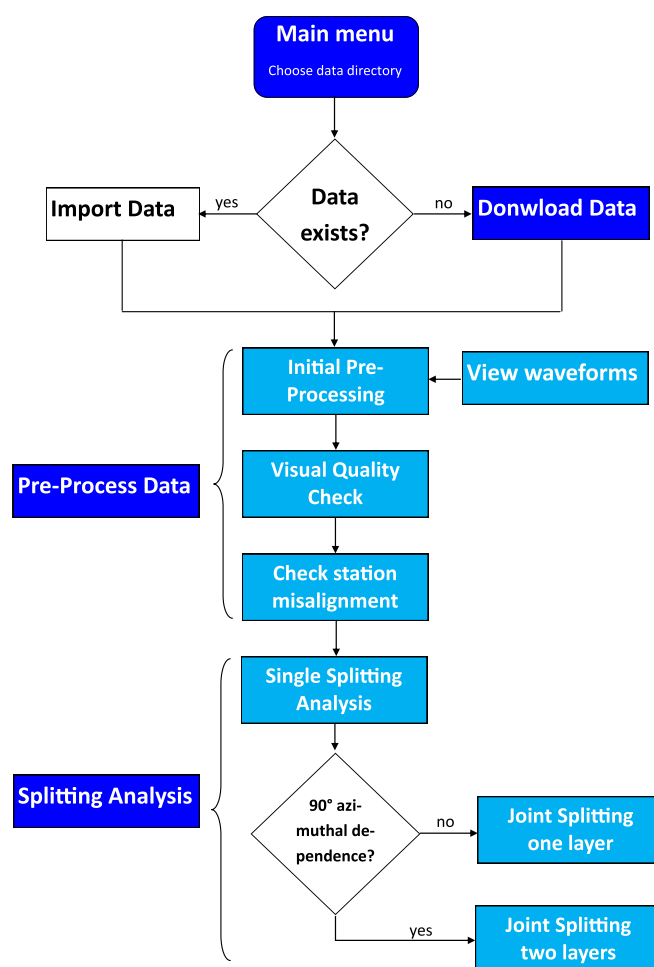 Main menu
Choose data directory
Data
exists?
yes
no
Import Data
Donwload Data
Initial Pre-
Processing
View waveforms
Visual Quality
Check
Pre-Process Data
Check station
misalignment
Single Splitting
Analysis
Splitting Analysis
90° azi-
muthal de-
pendence?
no
Joint Splitting
one layer
yes
Joint Splitting
two layers